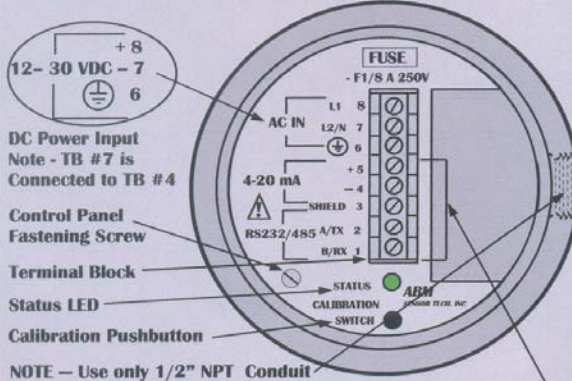 + 8
12- 30 VDC - 7
6
DC Power Input
Note - TB #7 is
Connected to TB #4
Control Panel
Fastening Screw
Terminal Block
Status LED
Calibration Pushbutton
NOTE — Use only 1/2" NPT Conduit
FUSE
- F1/8 A 250V
AC IN
L1 8
L2/N 7
6
4-20 mA
+ 5
- 4
SHIELD 3
RS232/485
A/TX 2
B/RX 1
STATUS
CALIBRATION
SWITCH
ABM
SENSOR TECH. INC